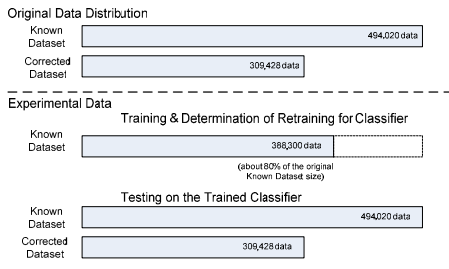 Original Data Distribution
Known
Dataset
494,020 data
Corrected
Dataset
309,428 data
Experimental Data
Training & Determination of Retraining for Classifier
Known
Dataset
388,300 data
(about 80% of the original
Known Dataset size)
Testing on the Trained Classifier
Known
Dataset
494,020 data
Corrected
Dataset
309,428 data